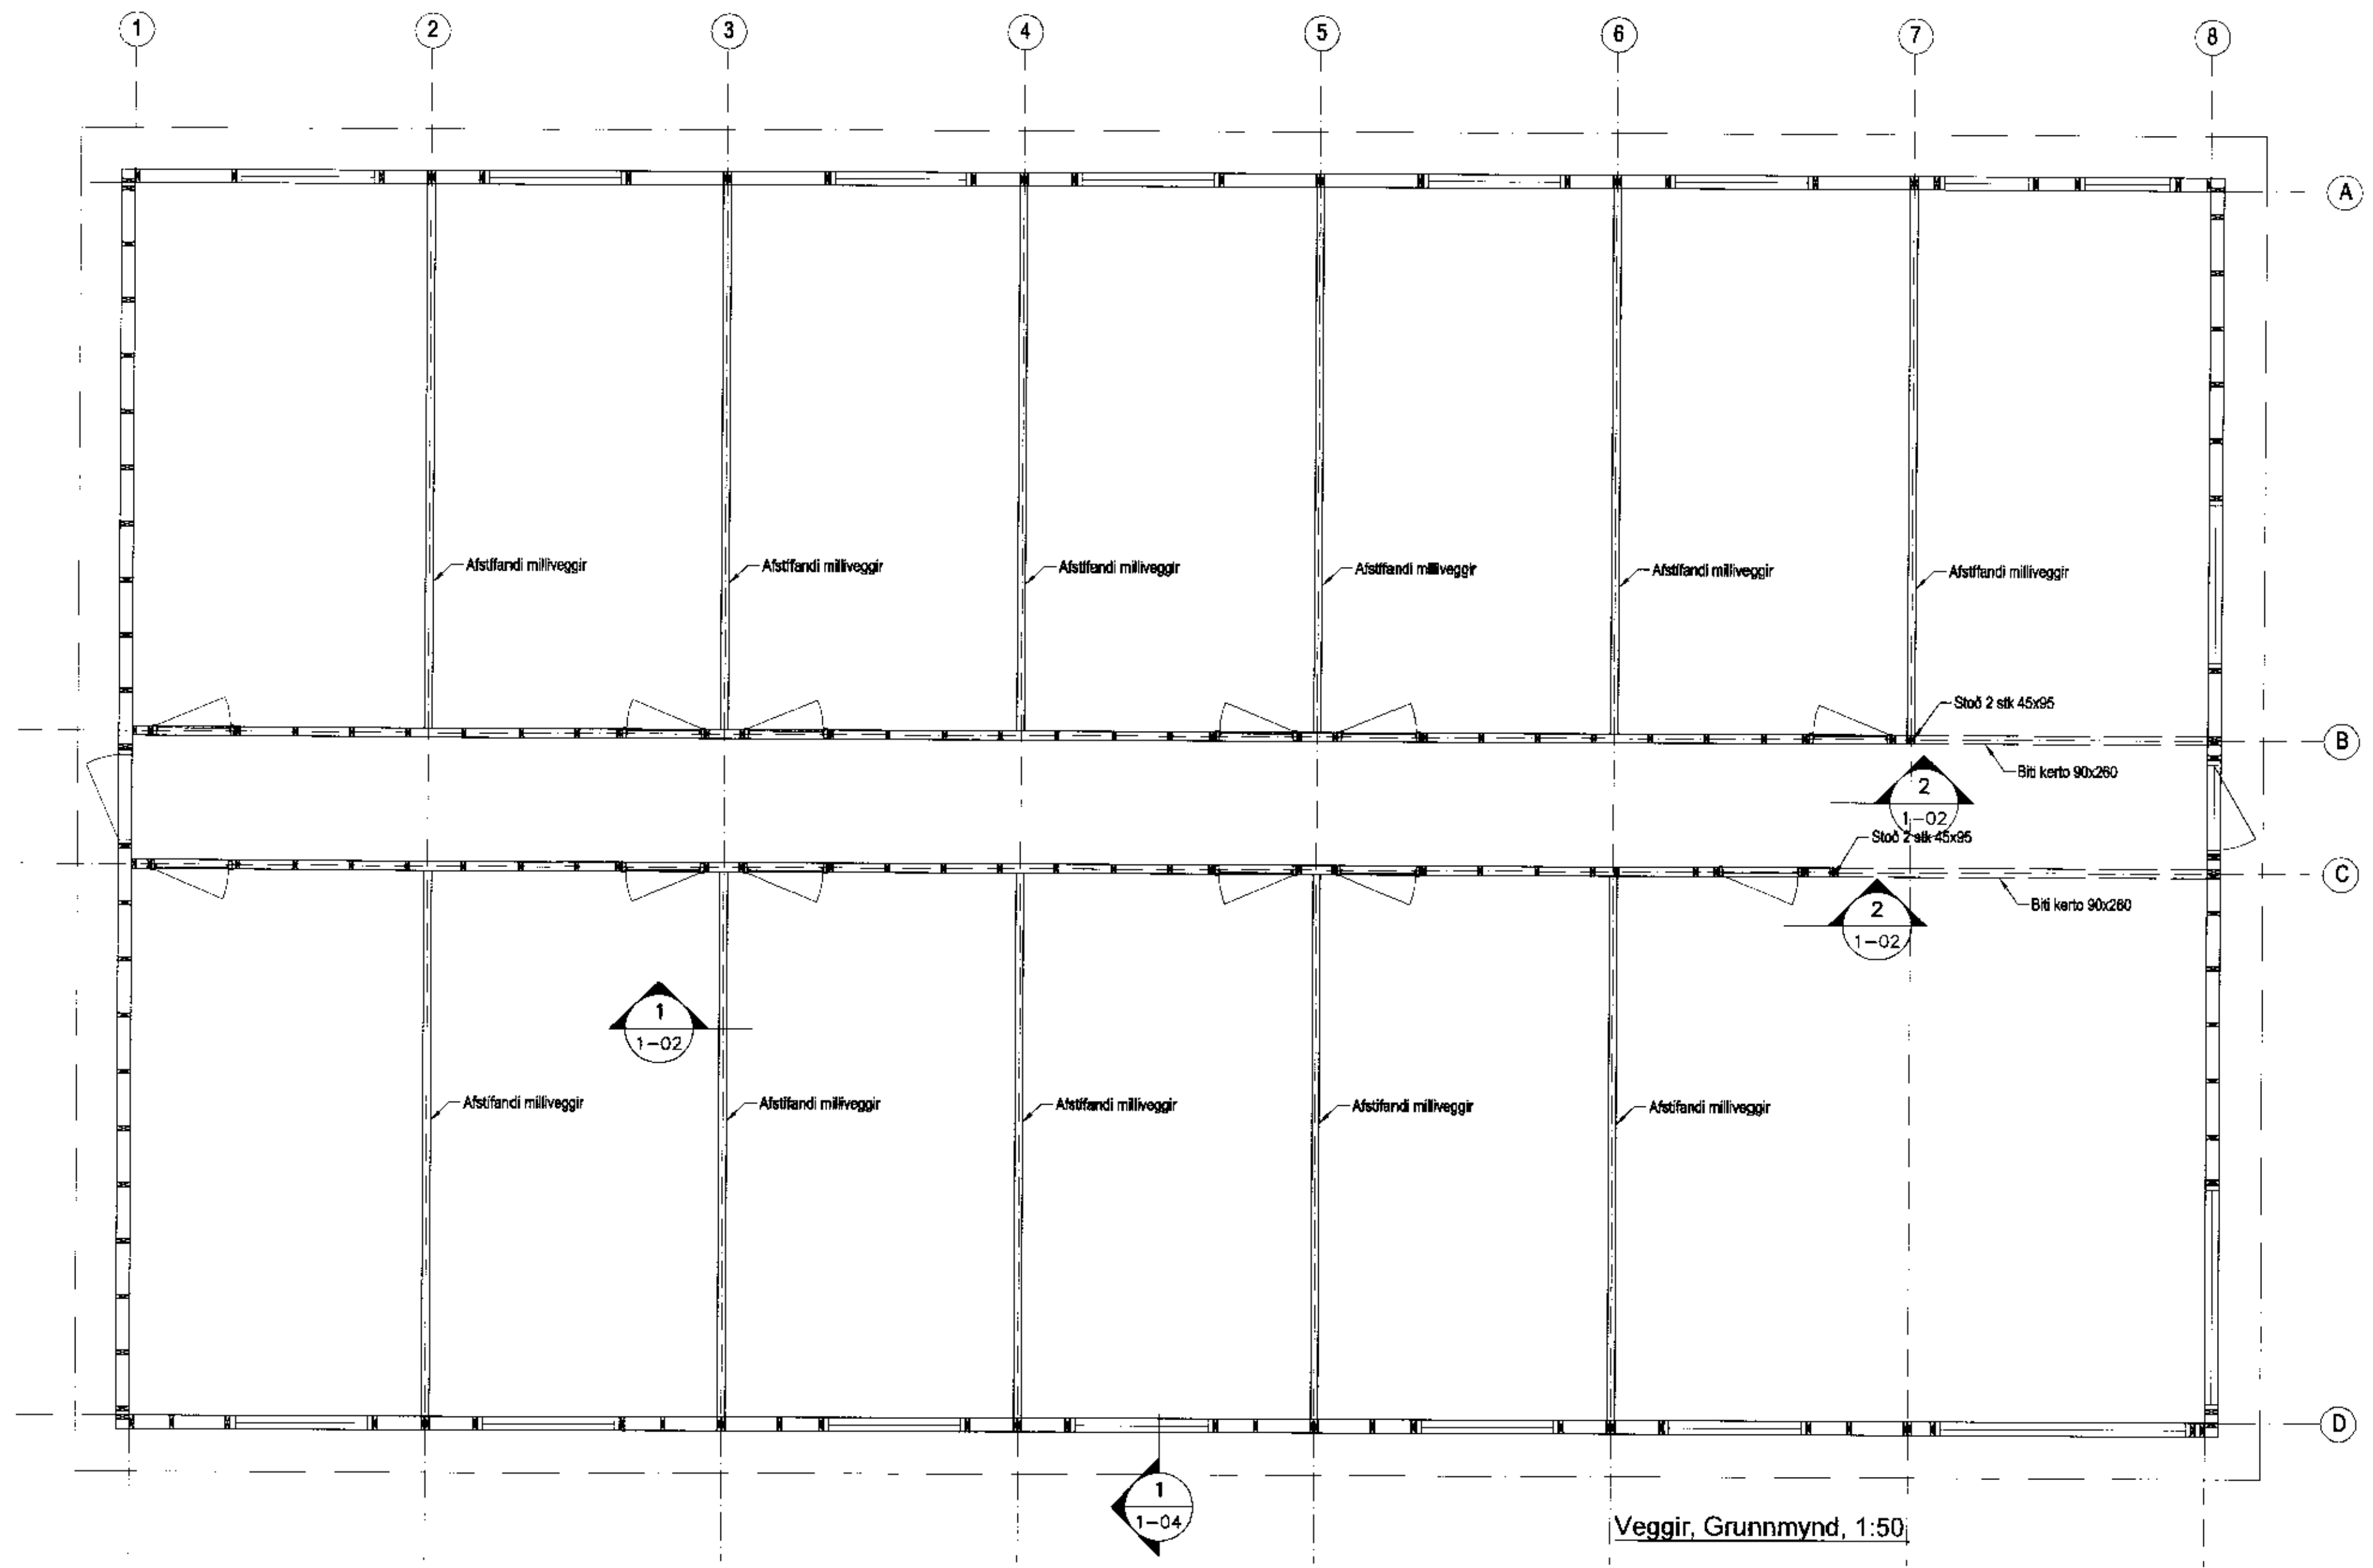 1
2
3
4
5
6
7
8
A
Afstífandi milliveggir
Afstífandi milliveggir
Afstífandi milliveggir
Afstífandi milliveggir
Afstífandi milliveggir
Afstífandi milliveggir
Stoð 2 stk 45x95
B
Biti kerto 90x260
2
1-02
Stoð 2 stk 45x95
C
Biti kerto 90x260
2
1-02
1
1-02
Afstífandi milliveggir
Afstífandi milliveggir
Afstífandi milliveggir
Afstífandi milliveggir
Afstífandi milliveggir
D
1
1-04
Veggir, Grunnmynd, 1:50